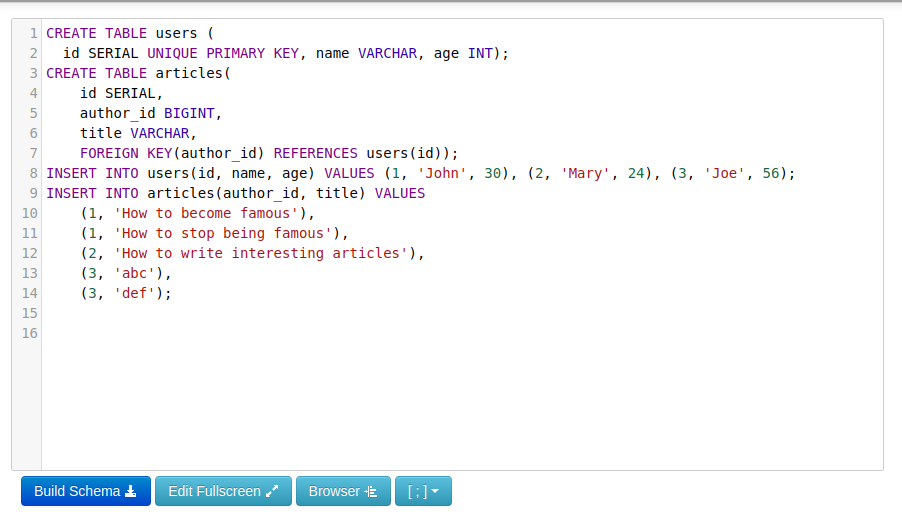 1 CREATE TABLE users (
2   id SERIAL UNIQUE PRIMARY KEY, name VARCHAR, age INT);
3 CREATE TABLE articles(
4     id SERIAL,
5     author_id BIGINT,
6     title VARCHAR,
7     FOREIGN KEY(author_id) REFERENCES users(id));
8 INSERT INTO users(id, name, age) VALUES (1, 'John', 30), (2, 'Mary', 24), (3, 'Joe', 56);
9 INSERT INTO articles(author_id, title) VALUES
10     (1, 'How to become famous'),
11     (1, 'How to stop being famous'),
12     (2, 'How to write interesting articles'),
13     (3, 'abc'),
14     (3, 'def');
15
16
Build Schema Edit Fullscreen Browser [ ; ]